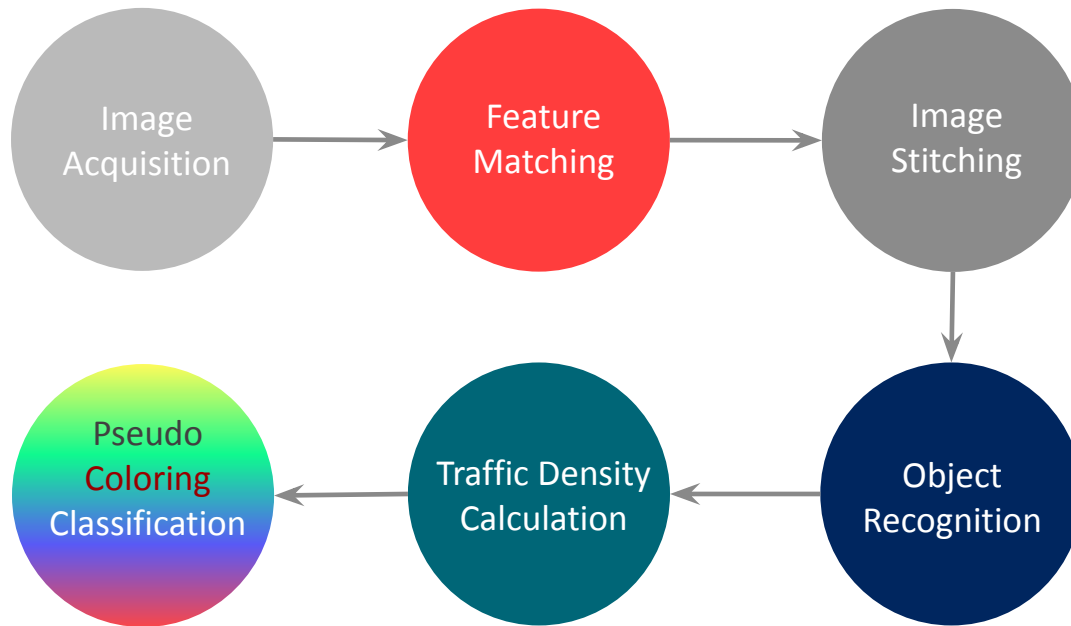 Image
Acquisition
Feature
Matching
Image
Stitching
Pseudo
Coloring
Classification
Traffic Density
Calculation
Object
Recognition